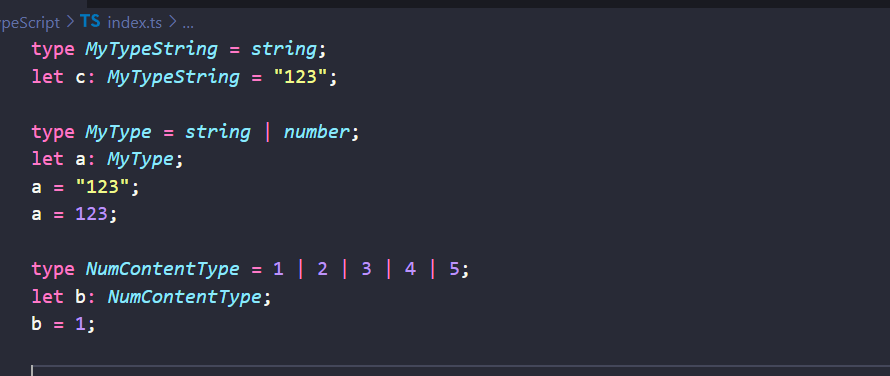 peScript > TS index.ts > ...
type MyTypeString = string;
let c: MyTypeString = "123";
type MyType = string | number;
let a: MyType;
a = "123";
a = 123;
type NumContentType = 1 | 2 | 3 | 4 | 5;
let b: NumContentType;
b = 1;